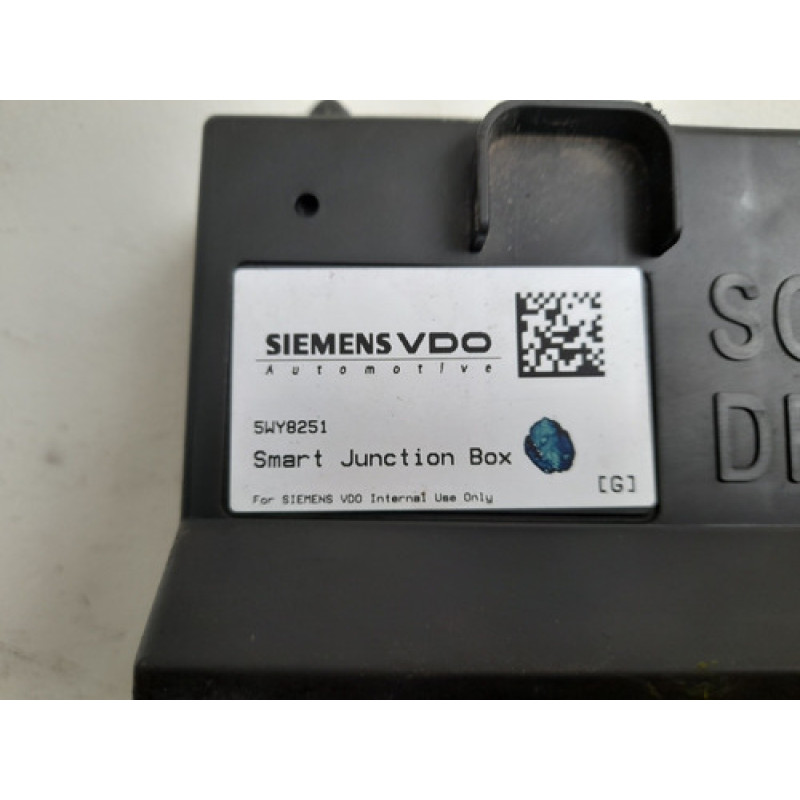 SIEMENS VDO
Automotive
5WY8251
Smart Junction Box
[G]
For SIEMENS VDO Internal Use Only